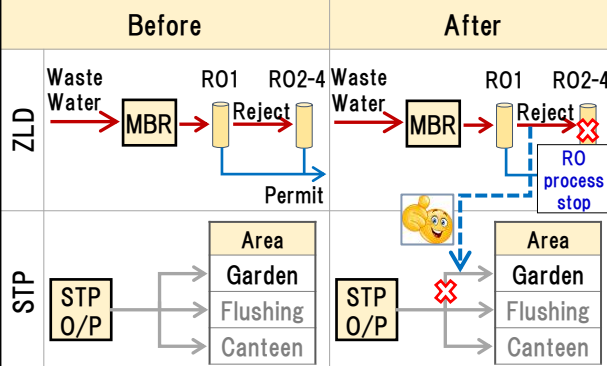 Before
After
ZLD
Waste
Water
MBR
RO1
RO2-4
Reject
Permit
Waste
Water
MBR
RO1
RO2-4
Reject
RO
process
stop
STP
STP
O/P
Area
Garden
Flushing
Canteen
STP
O/P
Area
Garden
Flushing
Canteen